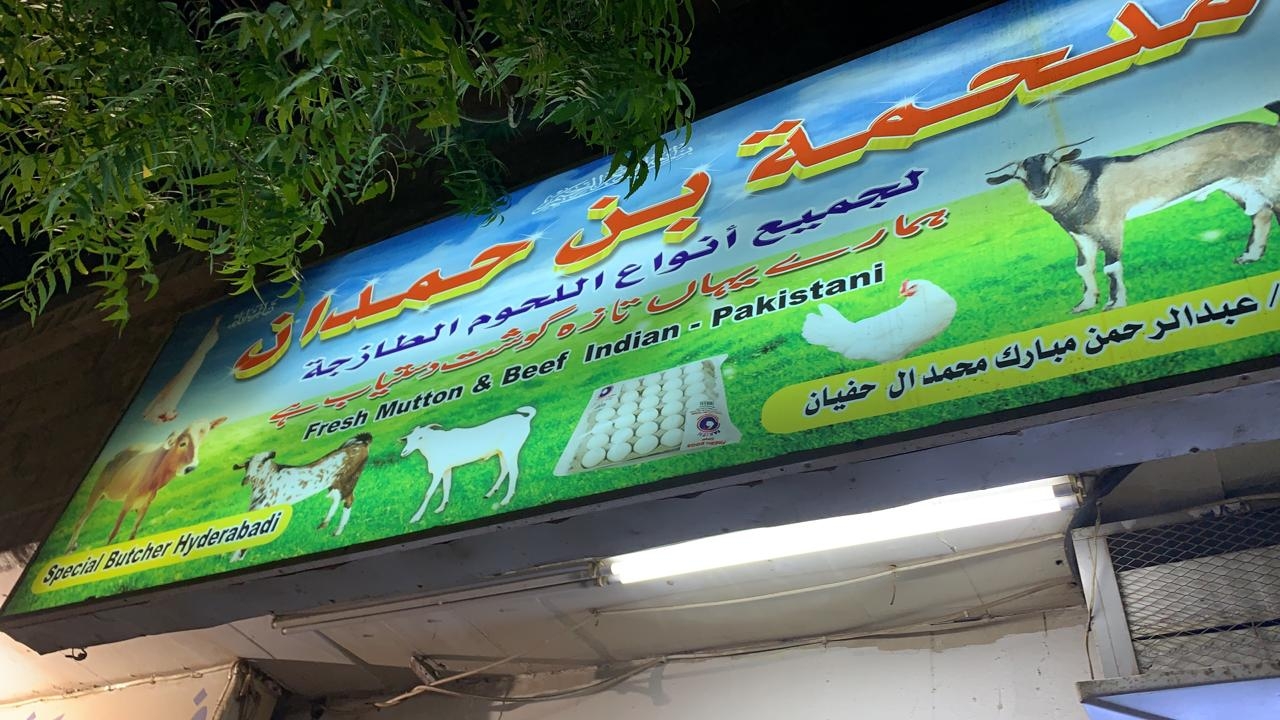 ملحمة بن حمدان
لجميع أنواع اللحوم الطازجة
ہمارے یہاں تازہ گوشت دستیاب ہے
Fresh Mutton & Beef Indian - Pakistani
/ عبدالرحمن مبارك محمد ال حفيان
Special Butcher Hyderabadi